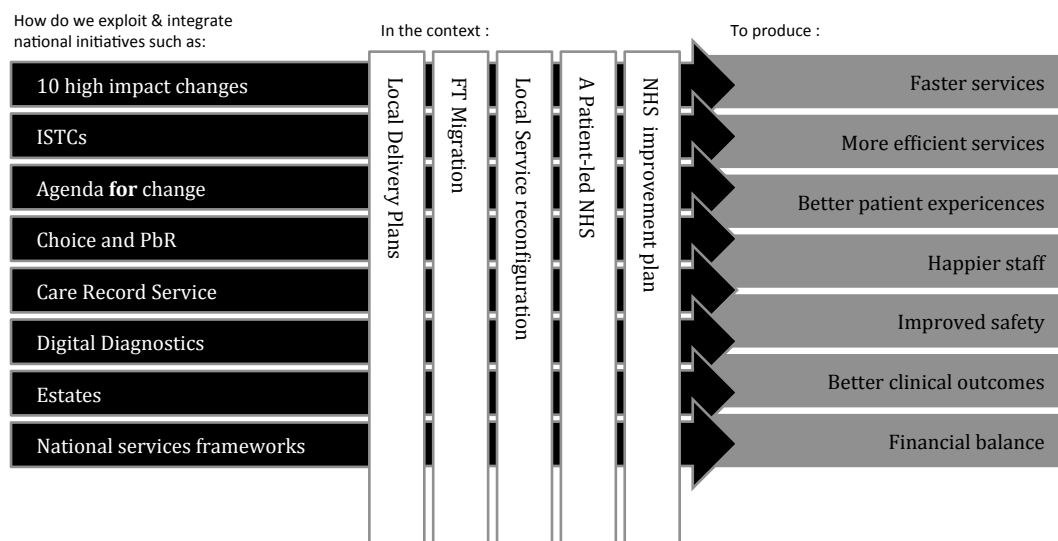 How do we exploit & integrate
national initiatives such as:
In the context :
To produce :
10 high impact changes
ISTCs
Agenda for change
Choice and PbR
Care Record Service
Digital Diagnostics
Estates
National services frameworks
Local Delivery Plans
FT Migration
Local Service reconfiguration
A Patient-led NHS
NHS improvement plan
Faster services
More efficient services
Better patient expericences
Happier staff
Improved safety
Better clinical outcomes
Financial balance